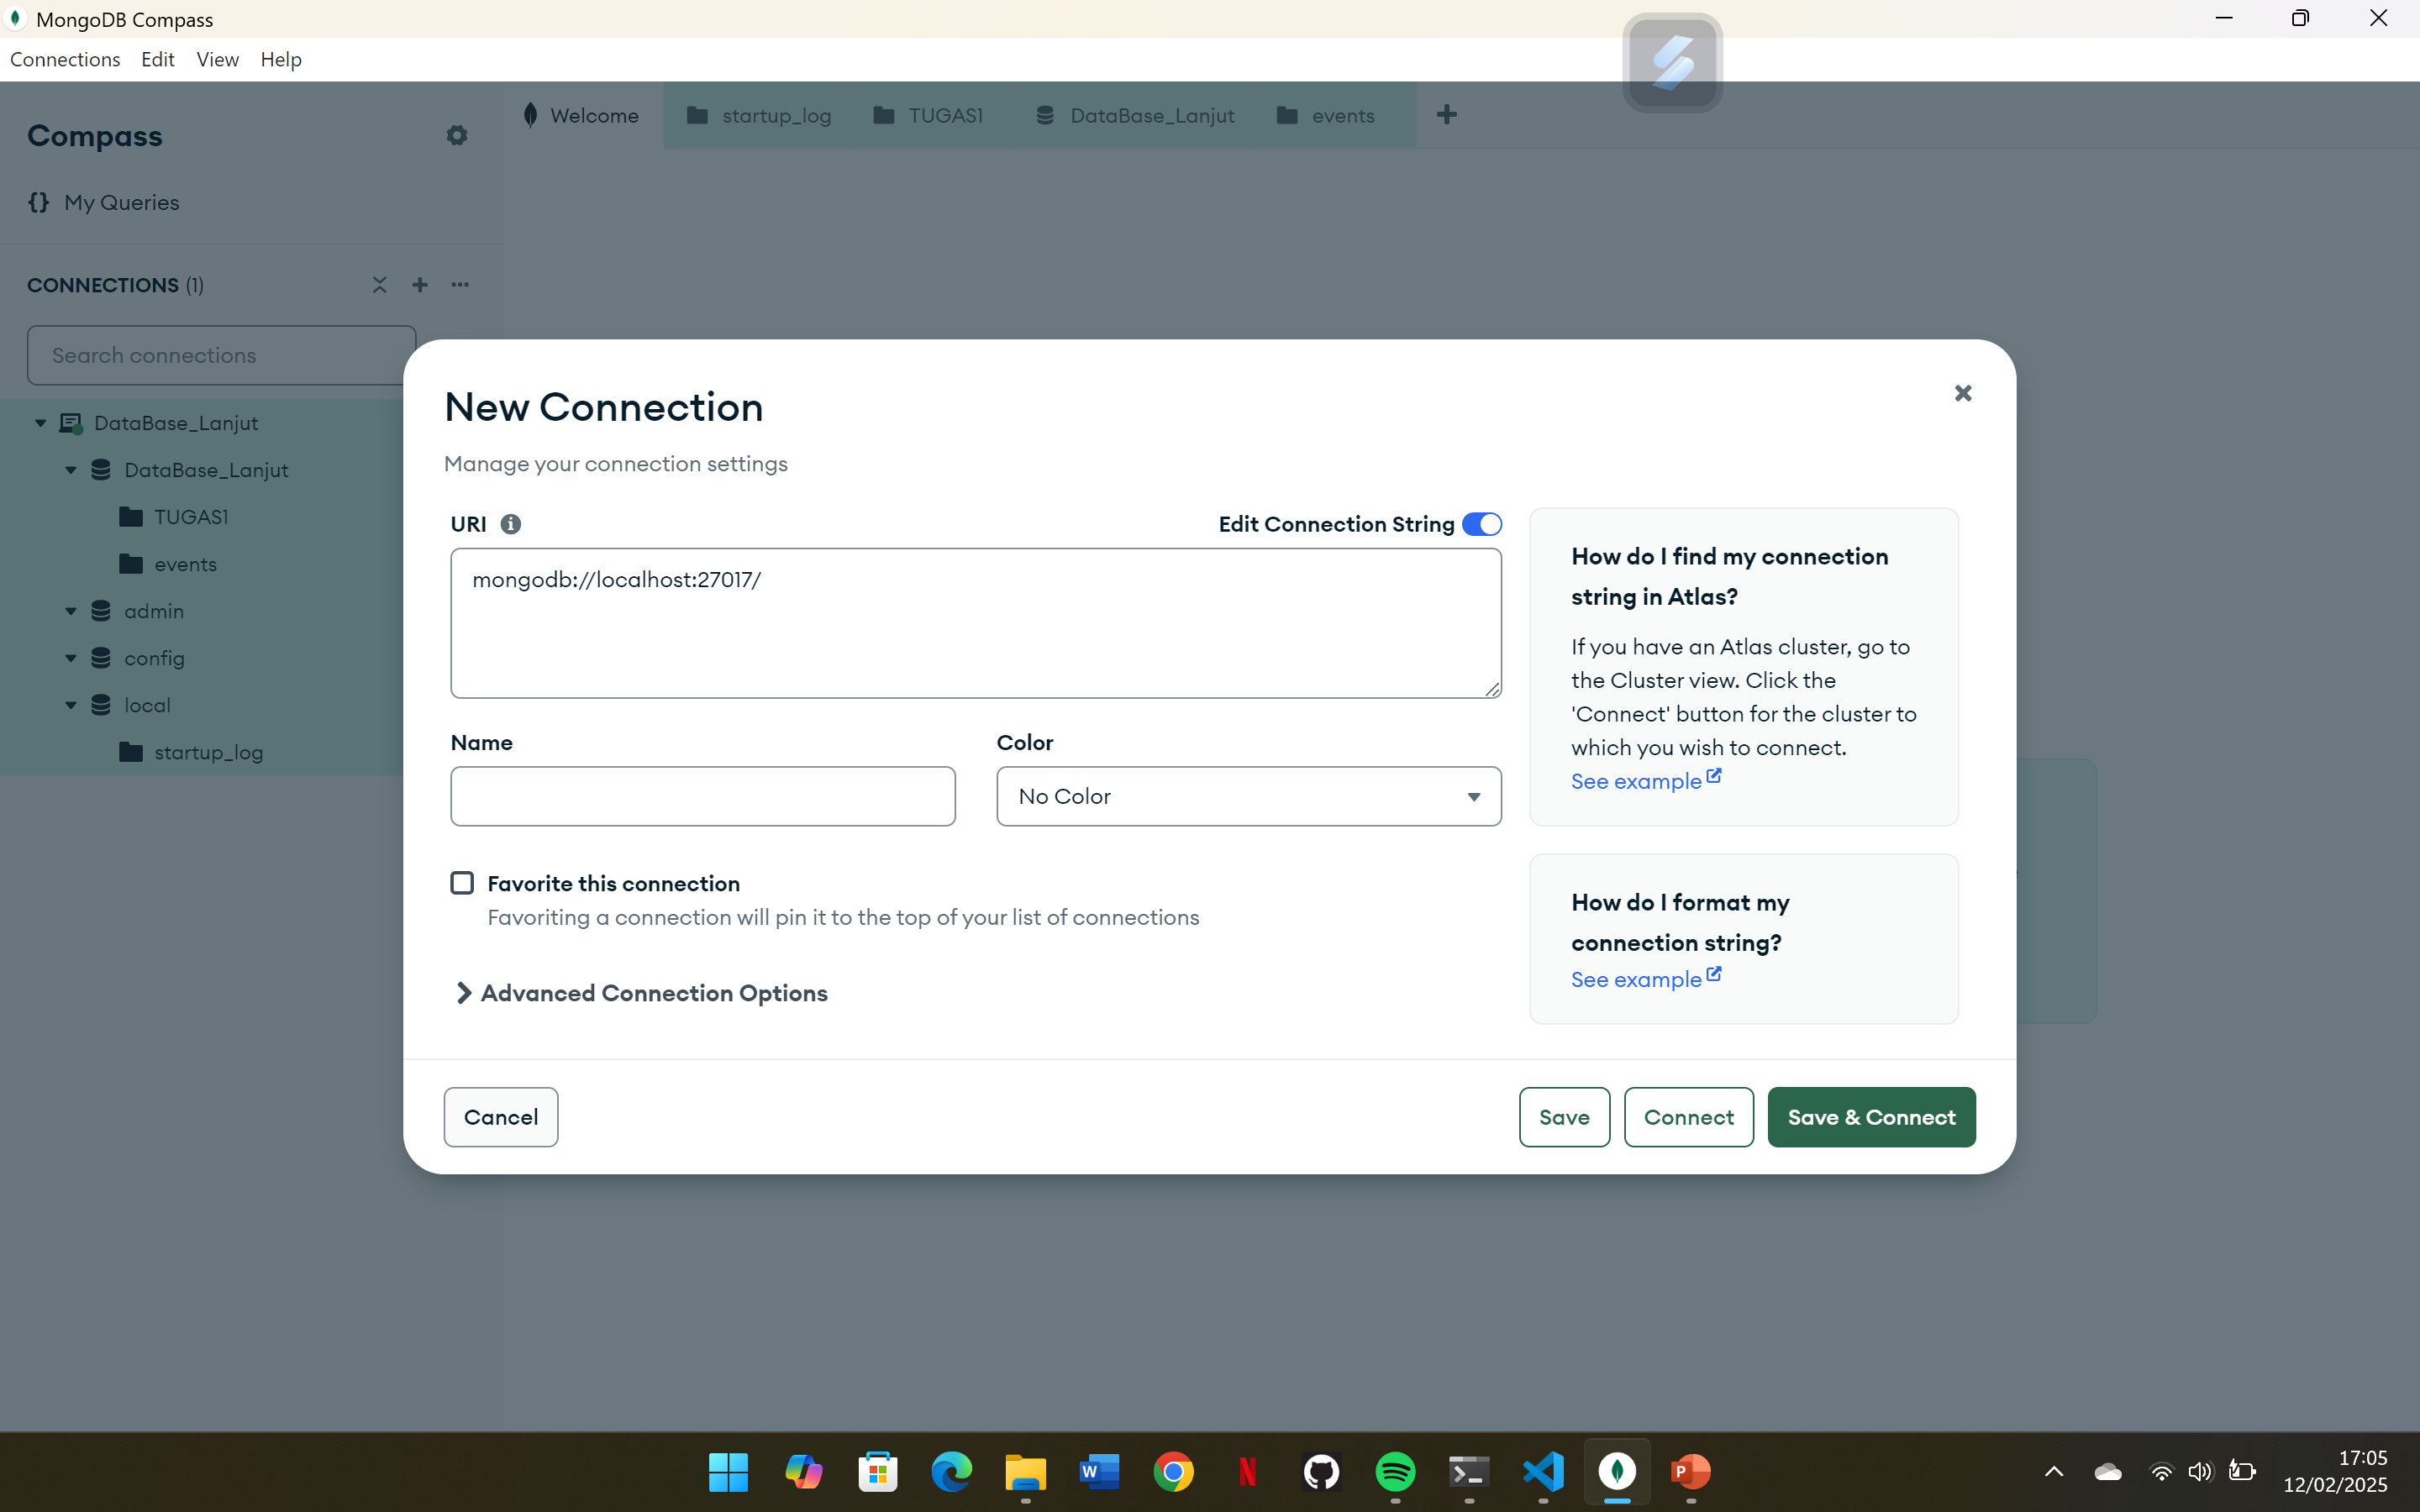 MongoDB Compass
Connections Edit View Help
Compass
My Queries
CONNECTIONS (1)
Search connections
DataBase_Lanjut
DataBase_Lanjut
TUGAS1
events
admin
config
local
startup_log
Welcome startup_log TUGAS1 DataBase_Lanjut events
New Connection
Manage your connection settings
URI Edit Connection String
mongodb://localhost:27017/
Name Color
No Color
Favorite this connection
Favoriting a connection will pin it to the top of your list of connections
Advanced Connection Options
How do I find my connection
string in Atlas?
If you have an Atlas cluster, go to
the Cluster view. Click the
'Connect' button for the cluster to
which you wish to connect.
See example
How do I format my
connection string?
See example
Cancel Save Connect Save & Connect
17:05
12/02/2025